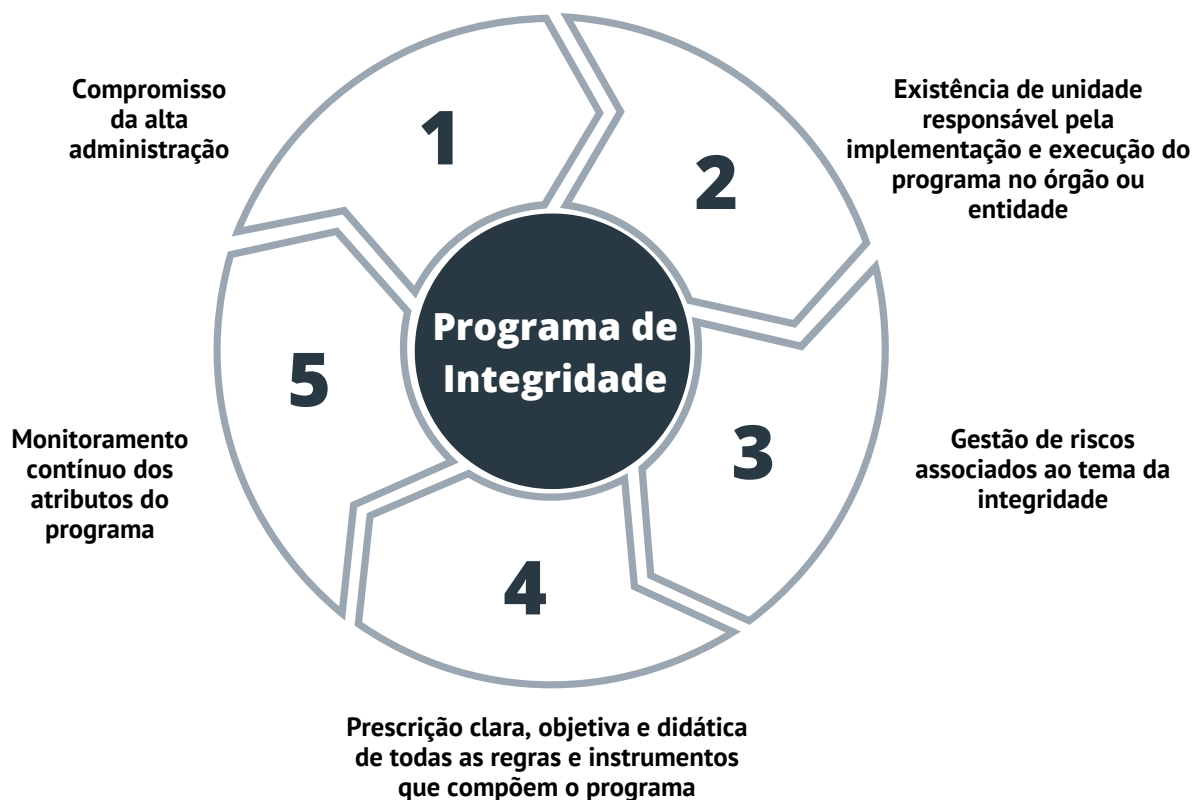 Programa de
Integridade
1
Compromisso
da alta
administração
2
Existência de unidade
responsável pela
implementação e execução do
programa no órgão ou
entidade
3
Gestão de riscos
associados ao tema da
integridade
4
Prescrição clara, objetiva e didática
de todas as regras e instrumentos
que compõem o programa
5
Monitoramento
contínuo dos
atributos do
programa